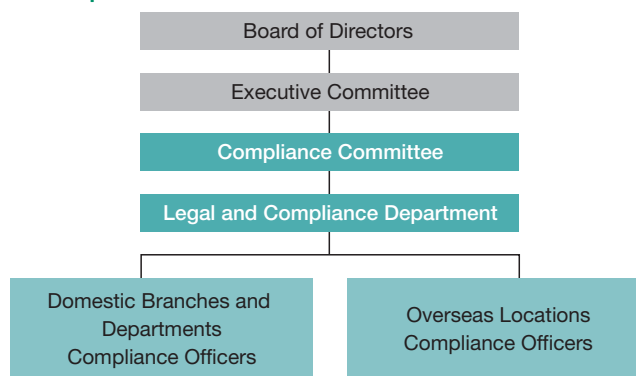 Board of Directors
Executive Committee
Compliance Committee
Legal and Compliance Department
Domestic Branches and
Departments
Compliance Officers
Overseas Locations
Compliance Officers